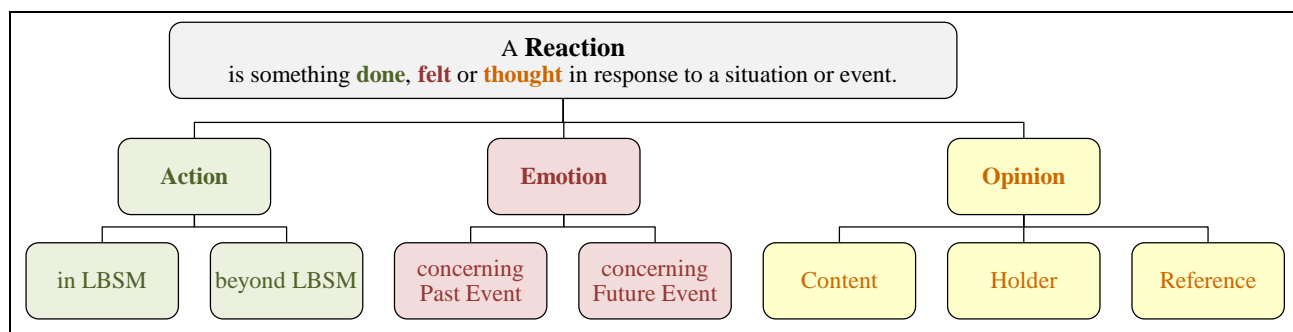 A Reaction
is something done, felt or thought in response to a situation or event.
Action
Emotion
Opinion
in LBSM
beyond LBSM
concerning
Past Event
concerning
Future Event
Content
Holder
Reference